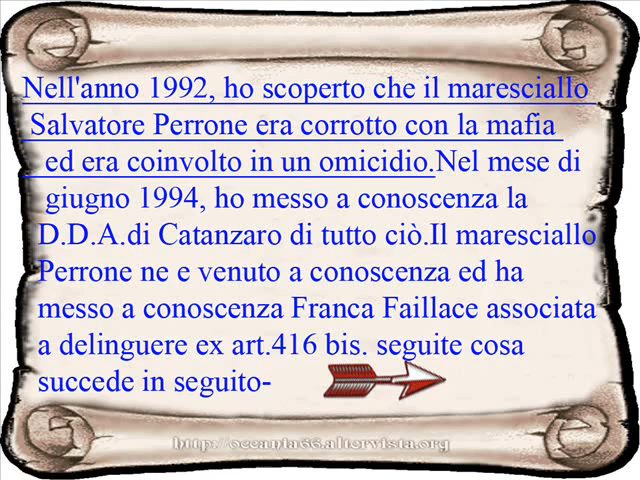 Nell'anno 1992, ho scoperto che il maresciallo
Salvatore Perrone era corrotto con la mafia
ed era coinvolto in un omicidio.Nel mese di
giugno 1994, ho messo a conoscenza la
D.D.A.di Catanzaro di tutto ciò.Il maresciallo
Perrone ne e venuto a conoscenza ed ha
messo a conoscenza Franca Faillace associata
a delinguere ex art.416 bis. seguite cosa
succede in seguito-
http://oceania66.altervista.org